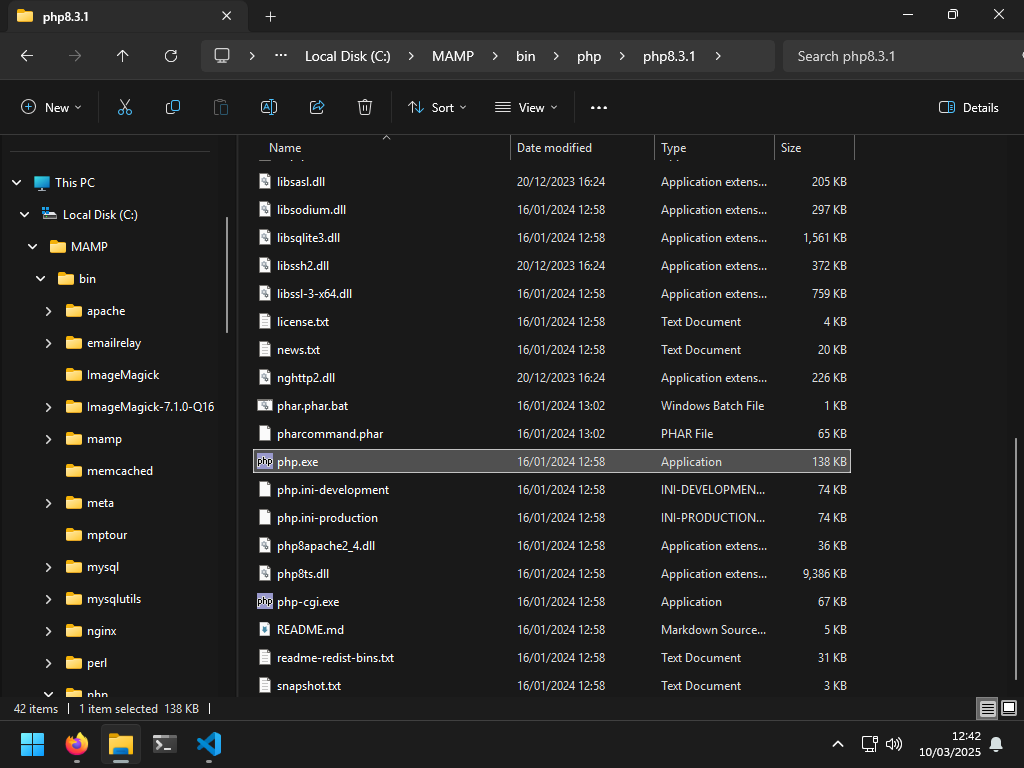 php8.3.1
Local Disk (C:) MAMP bin php php8.3.1
Search php8.3.1
New Sort View Details
Name Date modified Type Size
This PC
Local Disk (C:)
MAMP
bin
apache
emailrelay
ImageMagick
ImageMagick-7.1.0-Q16
mamp
memcached
meta
mptour
mysql
mysqlutils
nginx
perl
php
libsasl.dll 20/12/2023 16:24 Application extens... 205 KB
libsodium.dll 16/01/2024 12:58 Application extens... 297 KB
libsqlite3.dll 16/01/2024 12:58 Application extens... 1,561 KB
libssh2.dll 20/12/2023 16:24 Application extens... 372 KB
libssl-3-x64.dll 16/01/2024 12:58 Application extens... 759 KB
license.txt 16/01/2024 12:58 Text Document 4 KB
news.txt 16/01/2024 12:58 Text Document 20 KB
nghttp2.dll 20/12/2023 16:24 Application extens... 226 KB
phar.phar.bat 16/01/2024 13:02 Windows Batch File 1 KB
pharcommand.phar 16/01/2024 13:02 PHAR File 65 KB
php php.exe 16/01/2024 12:58 Application 138 KB
php.ini-development 16/01/2024 12:58 INI-DEVELOPMEN... 74 KB
php.ini-production 16/01/2024 12:58 INI-PRODUCTION... 74 KB
php8apache2_4.dll 16/01/2024 12:58 Application extens... 36 KB
php8ts.dll 16/01/2024 12:58 Application extens... 9,386 KB
php php-cgi.exe 16/01/2024 12:58 Application 67 KB
README.md 16/01/2024 12:58 Markdown Source... 5 KB
readme-redist-bins.txt 16/01/2024 12:58 Text Document 31 KB
snapshot.txt 16/01/2024 12:58 Text Document 3 KB
42 items 1 item selected 138 KB
12:42
10/03/2025